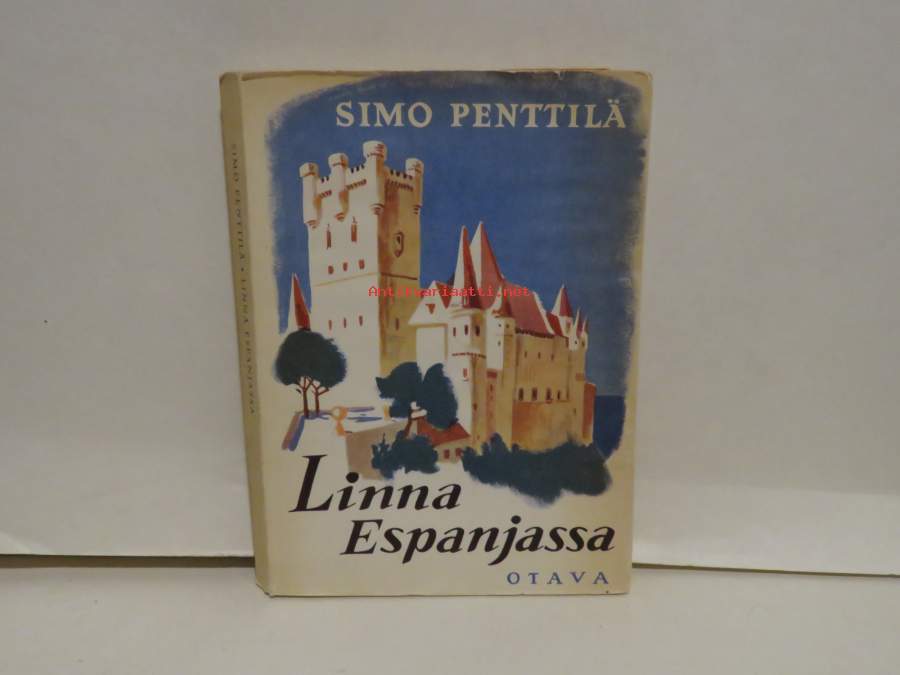 SIMO PENTTILÄ
Antikvariaatti.net
Linna
Espanjassa
OTAVA
SIMO PENTTILÄ • LINNA ESPANJASSA